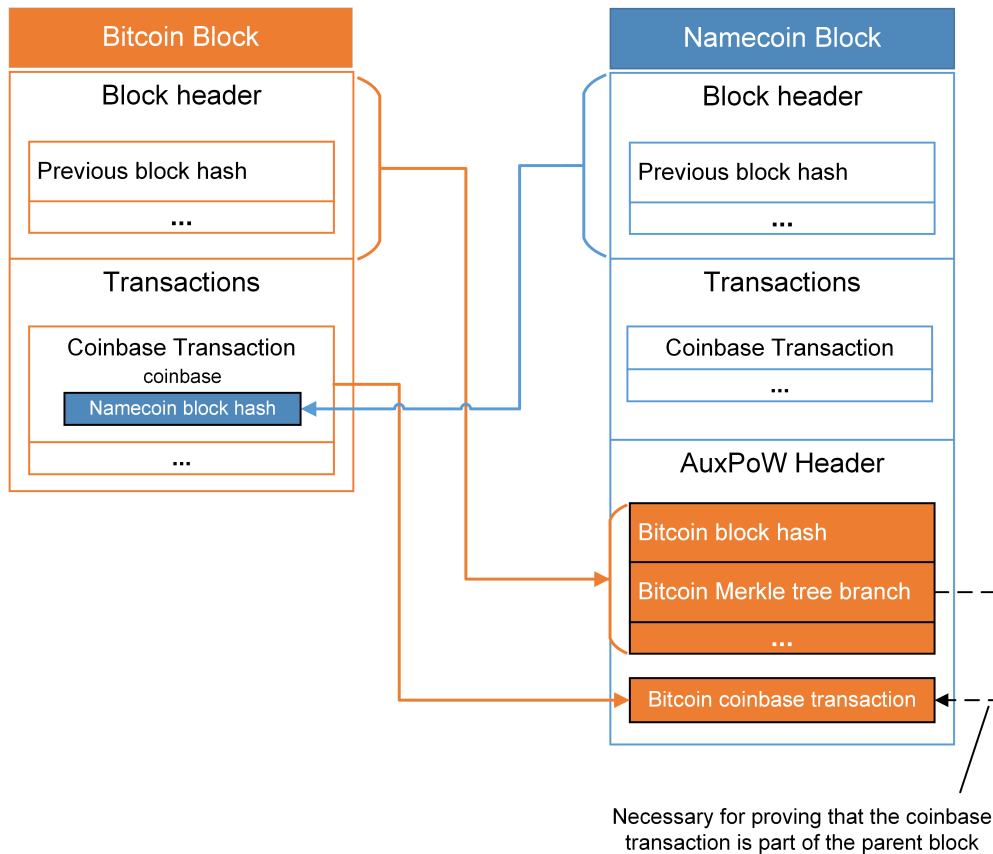 Bitcoin Block
Block header
Previous block hash
...
Transactions
Coinbase Transaction
coinbase
Namecoin block hash
...
Namecoin Block
Block header
Previous block hash
...
Transactions
Coinbase Transaction
...
AuxPoW Header
Bitcoin block hash
Bitcoin Merkle tree branch
...
Bitcoin coinbase transaction
Necessary for proving that the coinbase
transaction is part of the parent block